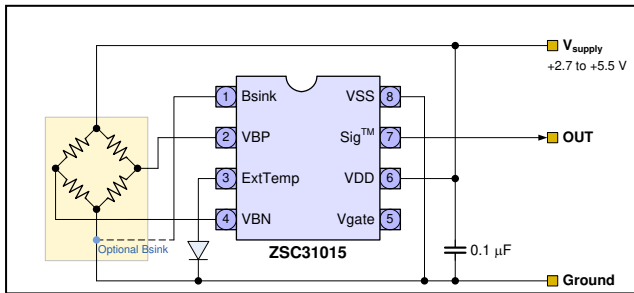 Vsupply
+2.7 to +5.5 V
1 Bsink VSS 8
2 VBP Sig™ 7
OUT
3 ExtTemp VDD 6
4 VBN Vgate 5
Optional Bsink
ZSC31015
0.1 μF
Ground